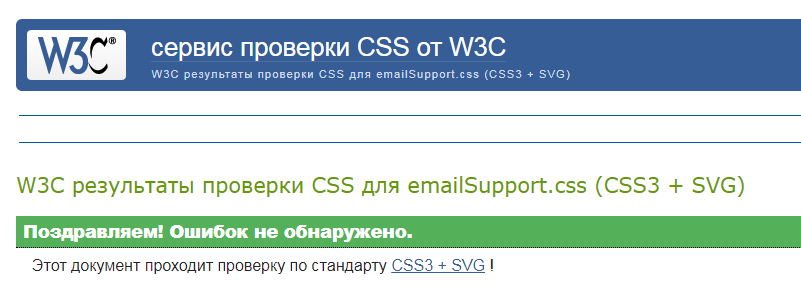 W3C®
сервис проверки CSS от W3C
W3C результаты проверки CSS для emailSupport.css (CSS3 + SVG)
W3C результаты проверки CSS для emailSupport.css (CSS3 + SVG)
Поздравляем! Ошибок не обнаружено.
Этот документ проходит проверку по стандарту CSS3 + SVG !